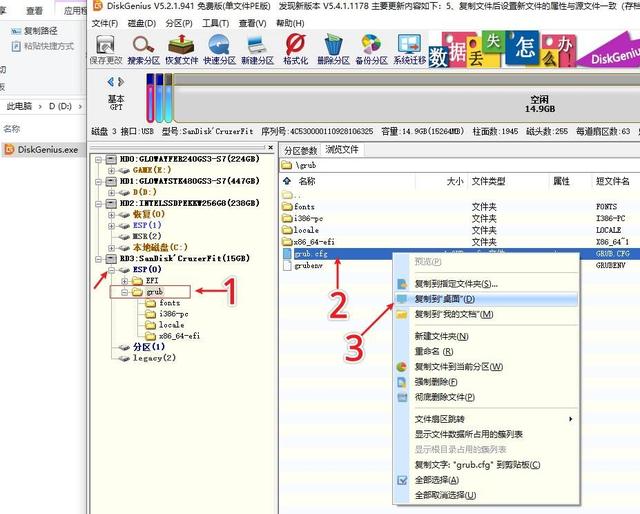 享
查看
应用程
复制路径
粘贴快捷方式
此电脑 > D (D:) >
名称
DiskGenius.exe
DiskGenius V5.2.1.941 免费版(单文件PE版)
发现新版本 V5.4.1.1178 主要更新内容如下: 5、复制文件后设置新文件的属性与源文件一致 (存档
文件(F) 磁盘(D) 分区(P) 工具(T) 查看(V) 帮助(H)
保存更改 搜索分区 恢复文件 快速分区 新建分区 格式化 删除分区 备份分区 系统迁移
数据丢失怎么办!
DiskGenius
基本
GPT
空闲
14.9GB
磁盘 3 接口:USB 型号:SanDisk'CruzerFit 序列号:4C530000110928106325 容量:14.9GB(15264MB) 柱面数:1945 磁头数:255 每道扇区数:63
HD0:GLOWAYFER240GS3-S7(224GB)
GAME(E:)
HD1:GLOWAYSTK480GS3-S7(447GB)
D(D:)
HD2:INTELSSDPEKKW256G8(238GB)
恢复(0)
ESP(1)
MSR(2)
本地磁盘(C:)
RD3:SanDisk'CruzerFit(15GB)
ESP(0)
EFI
grub
fonts
i386-pc
locale
x86_64-efi
分区(1)
legacy(2)
1
分区参数 浏览文件
\grub
名称 大小 文件类型 属性 短文件名
..
fonts 文件夹 FONTS
i386-pc 文件夹 I386-PC
locale 文件夹 LOCALE
x86_64-efi 文件夹 X86_64~1
grub.cfg GRUB.CFG
grubenv GRUBENV
2
3
预览(P)
复制到指定文件夹(S)...
复制到"桌面"(D)
复制到"我的文档"(M)
新建文件夹(N)
重命名 (R)
复制文件到当前分区(W)
强制删除(F)
彻底删除文件(P)
文件扇区跳转
显示文件数据所占用的簇列表
显示根目录占用的簇列表
复制文字: "grub.cfg" 到剪贴板(C)
全部选择(A)
全部取消选择(U)